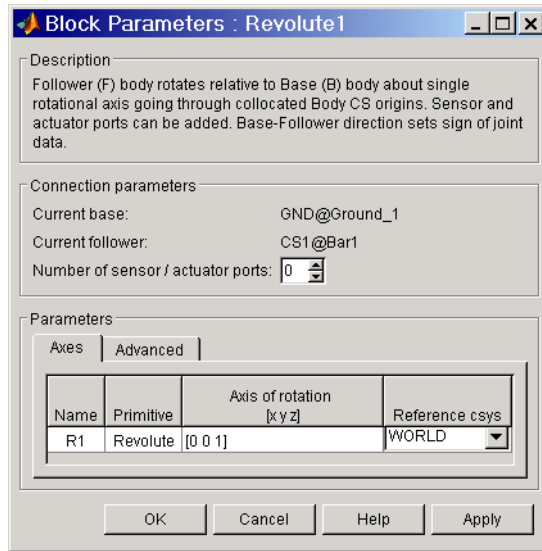 Block Parameters : Revolute1
Description
Follower (F) body rotates relative to Base (B) body about single
rotational axis going through collocated Body CS origins. Sensor and
actuator ports can be added. Base-Follower direction sets sign of joint
data.
Connection parameters
Current base: GND@Ground_1
Current follower: CS1@Bar1
Number of sensor / actuator ports: 0
Parameters
Axes Advanced
Axis of rotation
Name Primitive [x y z] Reference csys
R1 Revolute [0 0 1] WORLD
OK Cancel Help Apply